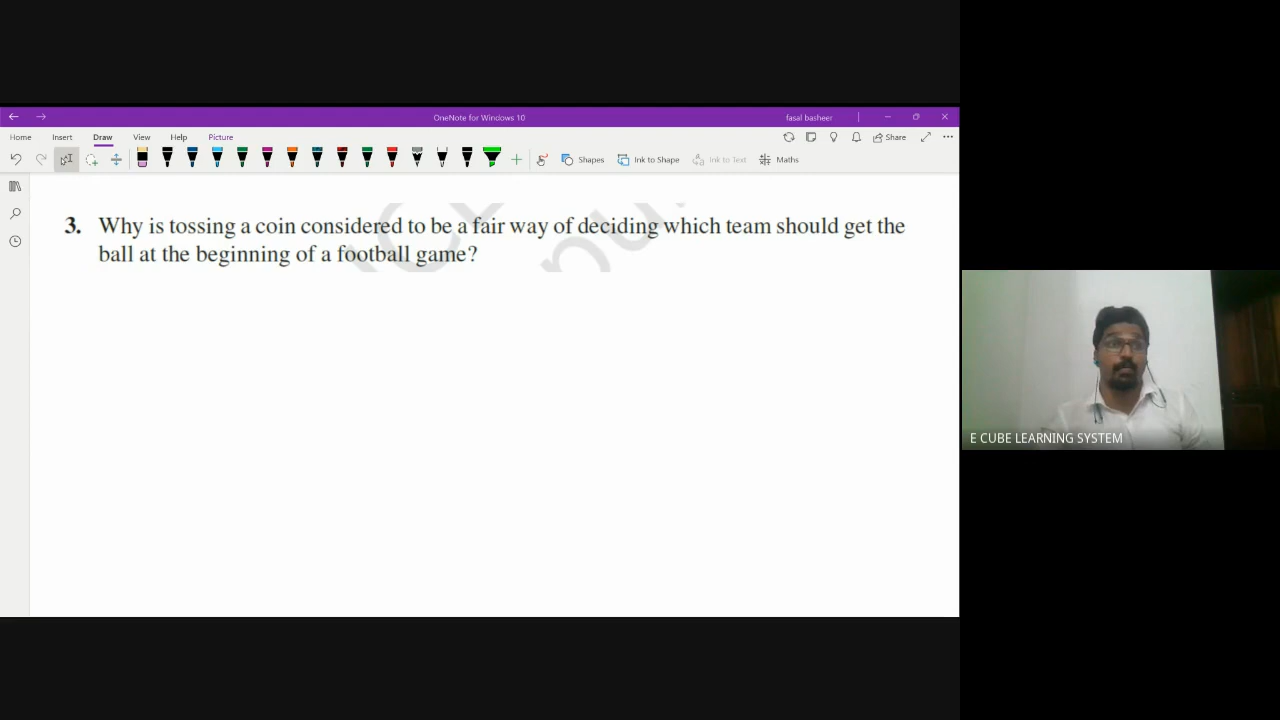 OneNote for Windows 10
fasal basheer
Home Insert Draw View Help Picture
Share
Shapes Ink to Shape Ink to Text Maths
3. Why is tossing a coin considered to be a fair way of deciding which team should get the
ball at the beginning of a football game?
E CUBE LEARNING SYSTEM